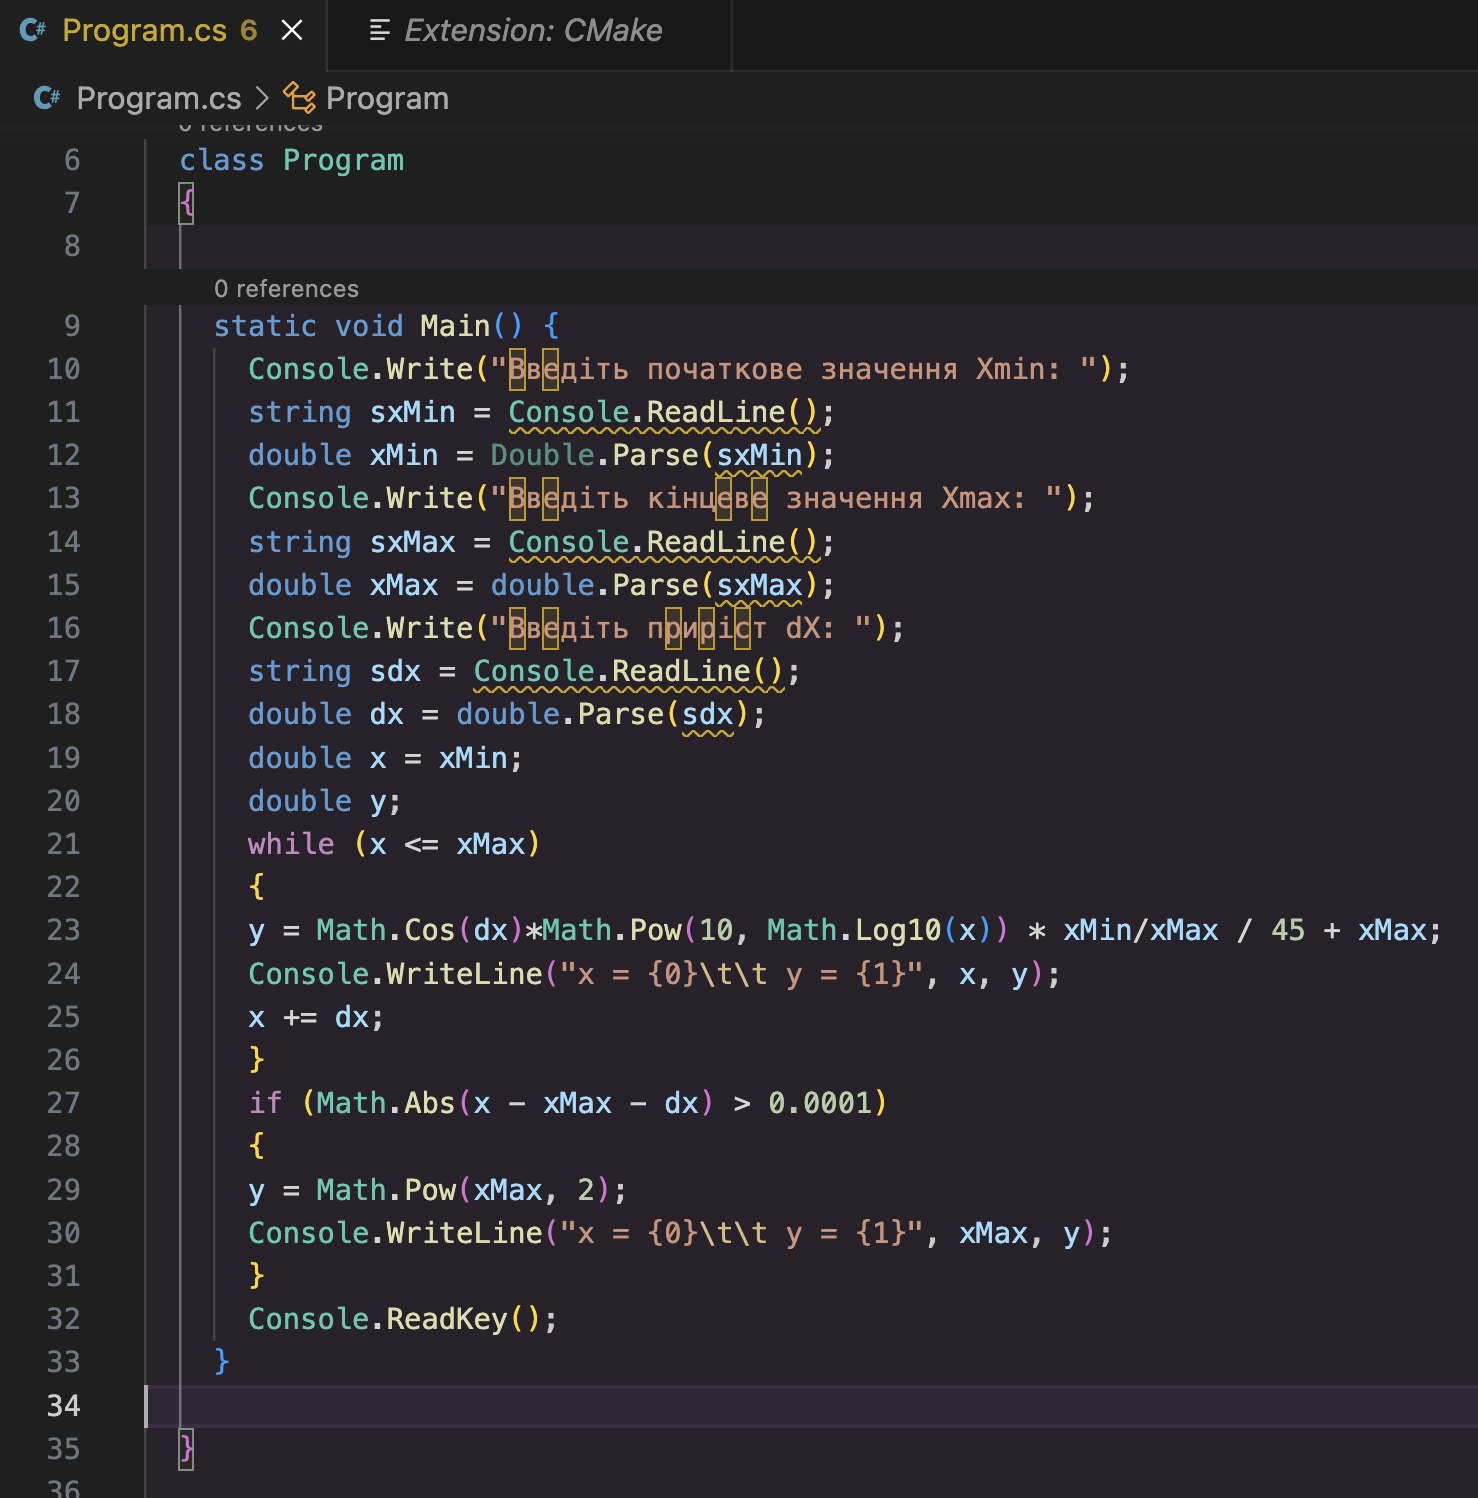 Program.cs 6
Extension: CMake
Program.cs > Program
0 references
6 class Program
7 {
8
0 references
9 static void Main() {
10 Console.Write("Введіть початкове значення Xmin: ");
11 string sxMin = Console.ReadLine();
12 double xMin = Double.Parse(sxMin);
13 Console.Write("Введіть кінцеве значення Xmax: ");
14 string sxMax = Console.ReadLine();
15 double xMax = double.Parse(sxMax);
16 Console.Write("Введіть приріст dX: ");
17 string sdx = Console.ReadLine();
18 double dx = double.Parse(sdx);
19 double x = xMin;
20 double y;
21 while (x <= xMax)
22 {
23 y = Math.Cos(dx)*Math.Pow(10, Math.Log10(x)) * xMin/xMax / 45 + xMax;
24 Console.WriteLine("x = {0}\t\t y = {1}", x, y);
25 x += dx;
26 }
27 if (Math.Abs(x - xMax - dx) > 0.0001)
28 {
29 y = Math.Pow(xMax, 2);
30 Console.WriteLine("x = {0}\t\t y = {1}", xMax, y);
31 }
32 Console.ReadKey();
33 }
34
35 }
36